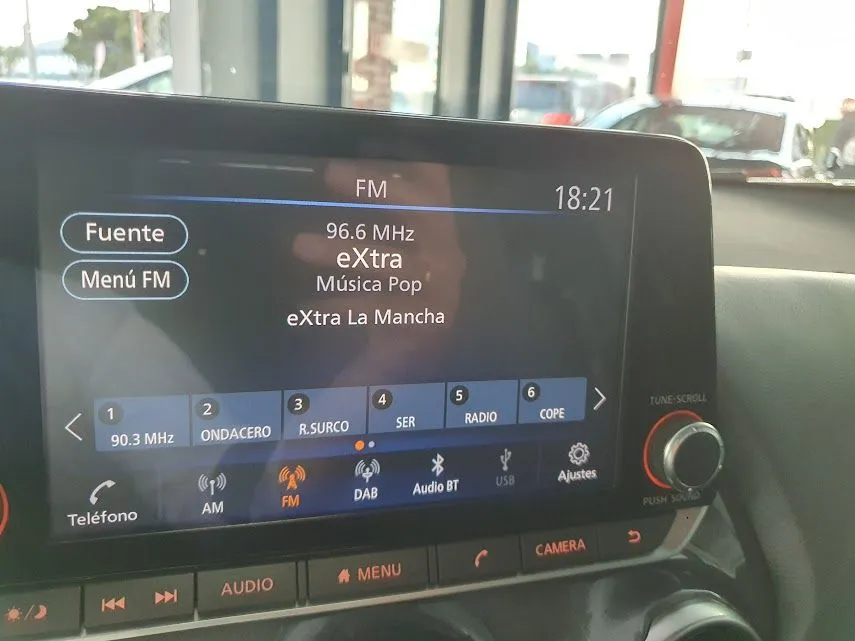 FM
18:21
Fuente
96.6 MHz
eXtra
Menú FM
Música Pop
eXtra La Mancha
1 90.3 MHz
2 ONDACERO
3 R.SURCO
4 SER
5 RADIO
6 COPE
TUNE-SCROLL
Teléfono
AM
FM
DAB
Audio BT
USB
Ajustes
PUSH SOUND
AUDIO
MENU
CAMERA